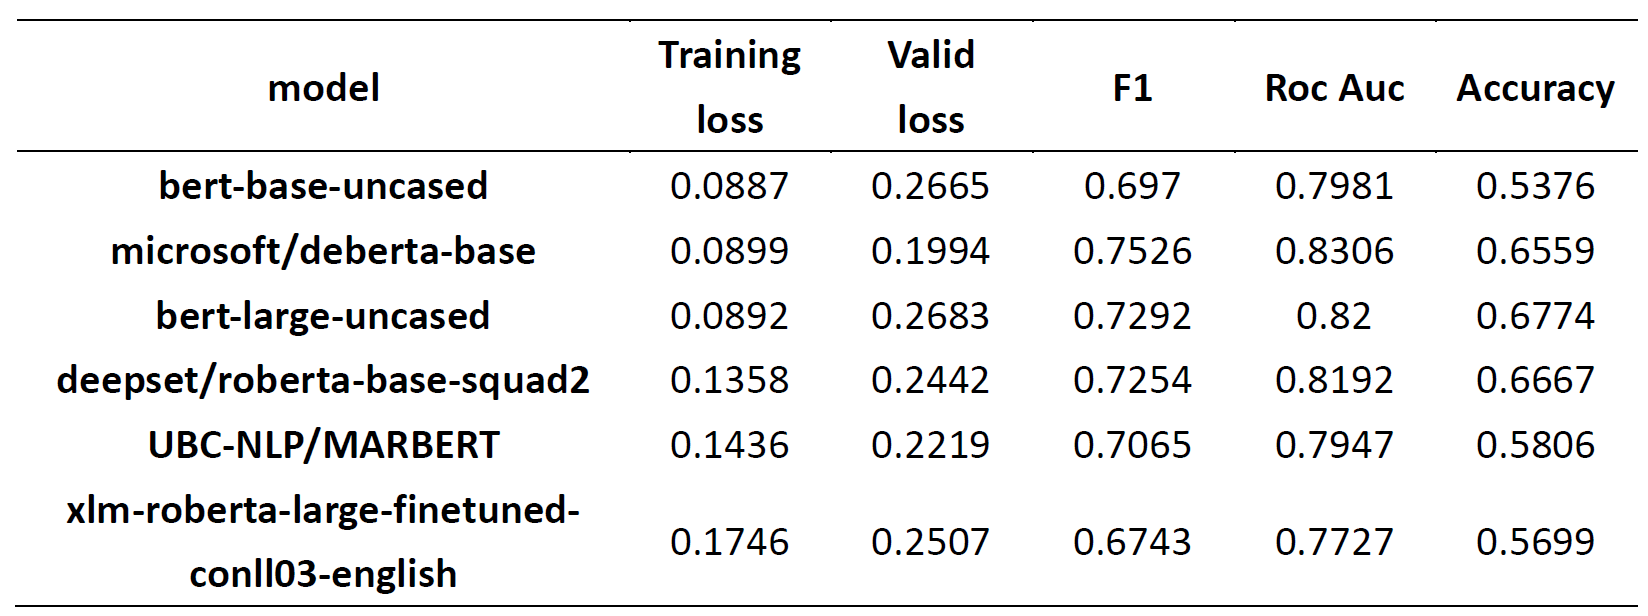 model Training loss Valid loss F1 Roc Auc Accuracy
bert-base-uncased 0.0887 0.2665 0.697 0.7981 0.5376
microsoft/deberta-base 0.0899 0.1994 0.7526 0.8306 0.6559
bert-large-uncased 0.0892 0.2683 0.7292 0.82 0.6774
deepset/roberta-base-squad2 0.1358 0.2442 0.7254 0.8192 0.6667
UBC-NLP/MARBERT 0.1436 0.2219 0.7065 0.7947 0.5806
xlm-roberta-large-finetuned-
conll03-english 0.1746 0.2507 0.6743 0.7727 0.5699